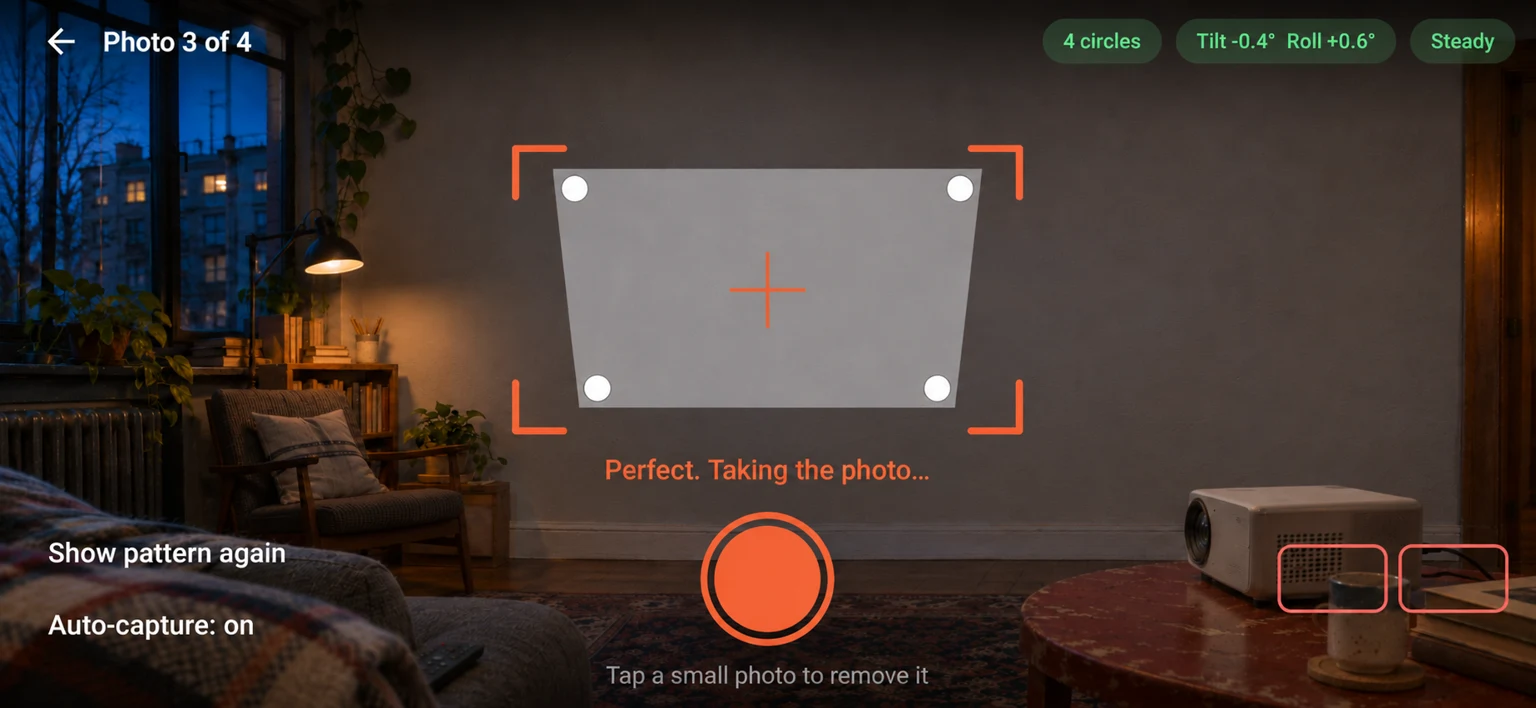 Photo 3 of 4
4 circles
Tilt -0.4° Roll +0.6°
Steady
Perfect. Taking the photo…
Show pattern again
Auto-capture: on
Tap a small photo to remove it